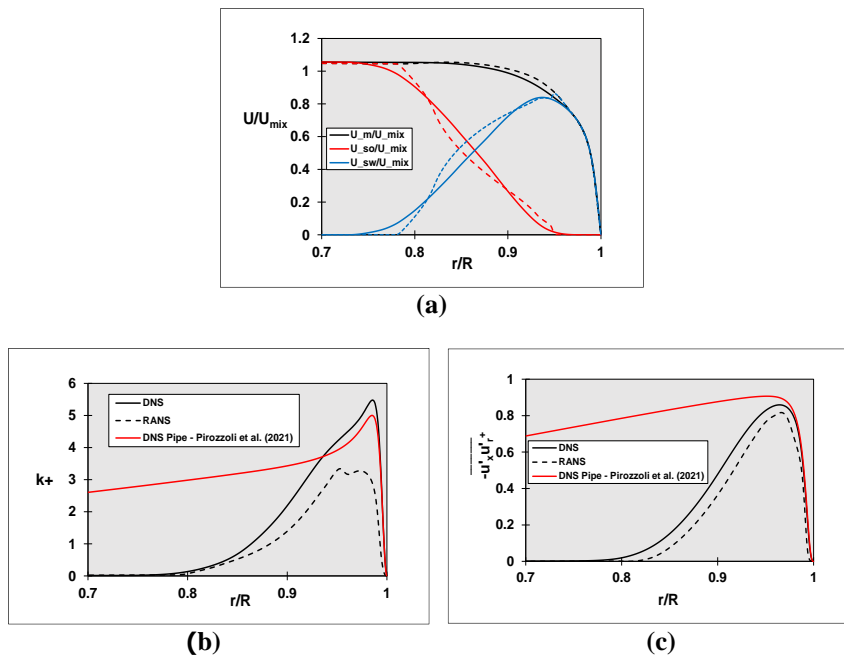 1.2
1
0.8
0.6
0.4
0.2
0
U/U_mix
U_m/U_mix
U_so/U_mix
U_sw/U_mix
0.7 0.8 0.9 1
r/R
(a)
6
5
4
3
2
1
0
k+
DNS
RANS
DNS Pipe - Pirozzoli et al. (2021)
0.7 0.8 0.9 1
r/R
(b)
1
0.8
0.6
0.4
0.2
0
-u'ₓu'ᵣ⁺
DNS
RANS
DNS Pipe - Pirozzoli et al. (2021)
0.7 0.8 0.9 1
r/R
(c)